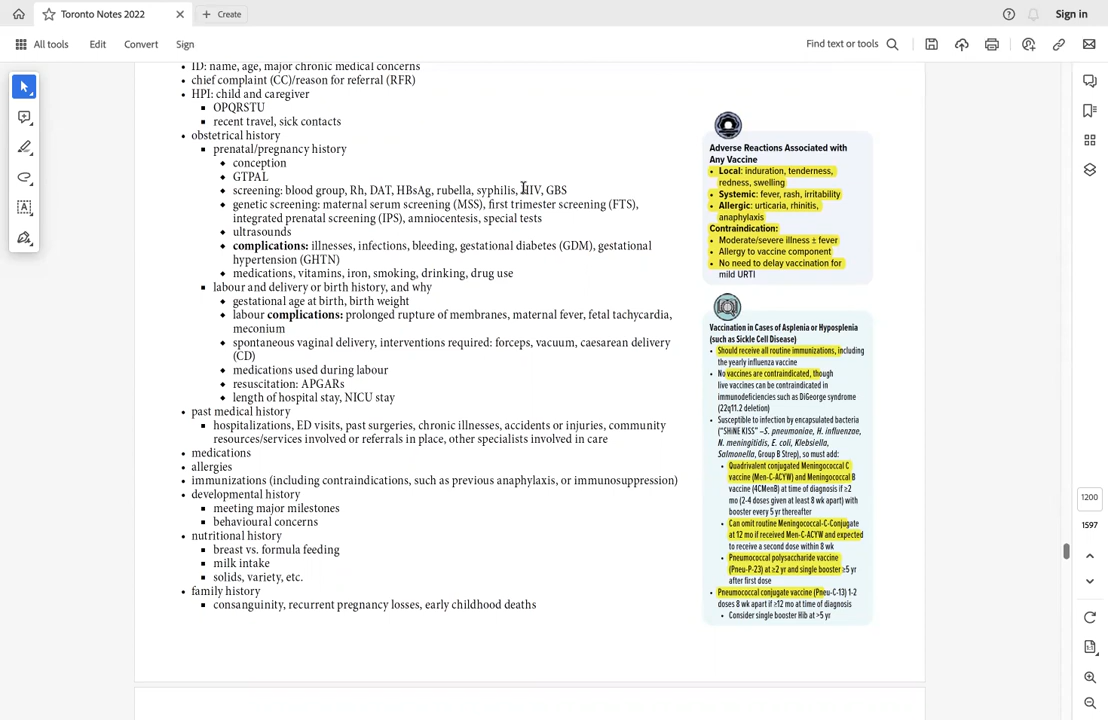 Toronto Notes 2022
Create
Sign in
All tools
Edit
Convert
Sign
Find text or tools
• ID: name, age, major chronic medical concerns
• chief complaint (CC)/reason for referral (RFR)
• HPI: child and caregiver
▪ OPQRSTU
▪ recent travel, sick contacts
• obstetrical history
▪ prenatal/pregnancy history
◆ conception
◆ GTPAL
◆ screening: blood group, Rh, DAT, HBsAg, rubella, syphilis, HIV, GBS
◆ genetic screening: maternal serum screening (MSS), first trimester screening (FTS),
integrated prenatal screening (IPS), amniocentesis, special tests
◆ ultrasounds
◆ complications: illnesses, infections, bleeding, gestational diabetes (GDM), gestational
hypertension (GHTN)
◆ medications, vitamins, iron, smoking, drinking, drug use
▪ labour and delivery or birth history, and why
◆ gestational age at birth, birth weight
◆ labour complications: prolonged rupture of membranes, maternal fever, fetal tachycardia,
meconium
◆ spontaneous vaginal delivery, interventions required: forceps, vacuum, caesarean delivery
(CD)
◆ medications used during labour
◆ resuscitation: APGARs
◆ length of hospital stay, NICU stay
• past medical history
▪ hospitalizations, ED visits, past surgeries, chronic illnesses, accidents or injuries, community
resources/services involved or referrals in place, other specialists involved in care
• medications
• allergies
• immunizations (including contraindications, such as previous anaphylaxis, or immunosuppression)
• developmental history
▪ meeting major milestones
▪ behavioural concerns
• nutritional history
▪ breast vs. formula feeding
▪ milk intake
▪ solids, variety, etc.
• family history
▪ consanguinity, recurrent pregnancy losses, early childhood deaths
Adverse Reactions Associated with
Any Vaccine
• Local: induration, tenderness,
redness, swelling
• Systemic: fever, rash, irritability
• Allergic: urticaria, rhinitis,
anaphylaxis
Contraindication:
• Moderate/severe illness ± fever
• Allergy to vaccine component
• No need to delay vaccination for
mild URTI
Vaccination in Cases of Asplenia or Hyposplenia
(such as Sickle Cell Disease)
• Should receive all routine immunizations, including
the yearly influenza vaccine
• No vaccines are contraindicated, though
live vaccines can be contraindicated in
immunodeficiencies such as DiGeorge syndrome
(22q11.2 deletion)
• Susceptible to infection by encapsulated bacteria
("SHiNE KISS" –S. pneumoniae, H. influenzae,
N. meningitidis, E. coli, Klebsiella,
Salmonella, Group B Strep), so must add:
• Quadrivalent conjugated Meningococcal C
vaccine (Men-C-ACYW) and Meningococcal B
vaccine (4CMenB) at time of diagnosis if ≥2
mo (2-4 doses given at least 8 wk apart) with
booster every 5 yr thereafter
• Can omit routine Meningococcal-C-Conjugate
at 12 mo if received Men-C-ACYW and expected
to receive a second dose within 8 wk
• Pneumococcal polysaccharide vaccine
(Pneu-P-23) at ≥2 yr and single booster ≥5 yr
after first dose
• Pneumococcal conjugate vaccine (Pneu-C-13) 1-2
doses 8 wk apart if ≥12 mo at time of diagnosis
• Consider single booster Hib at >5 yr
1200
1597